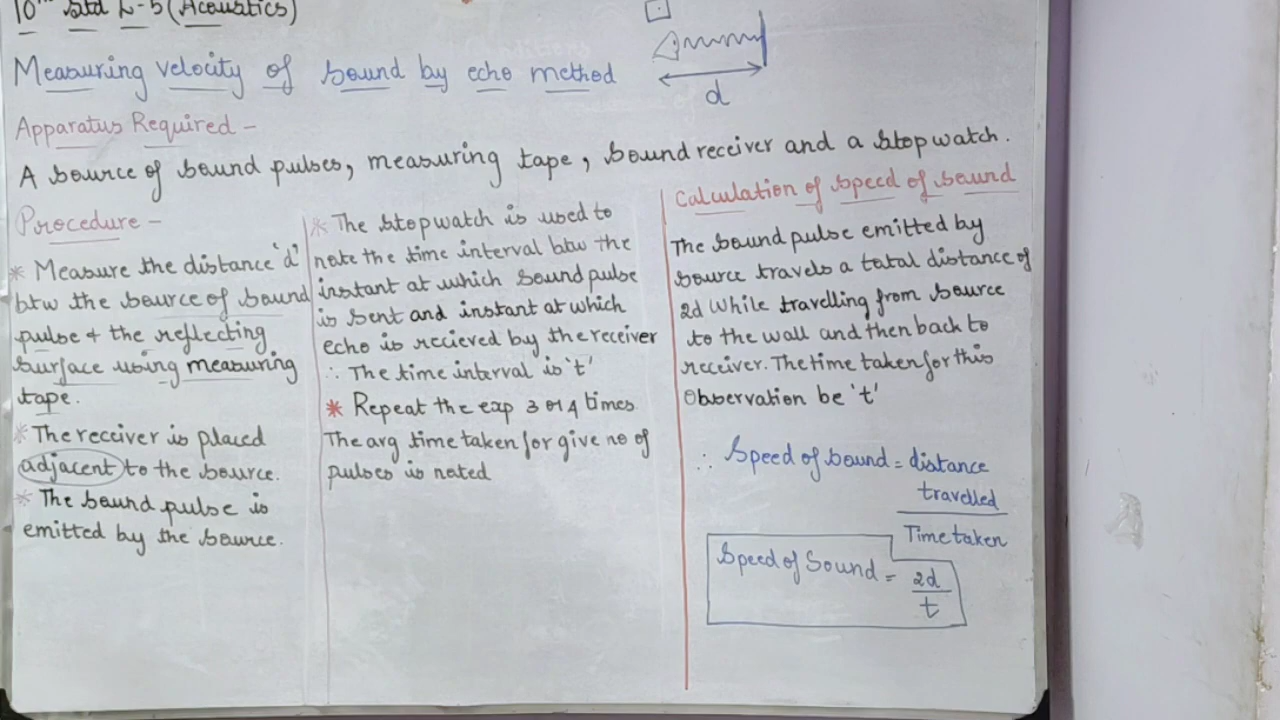 10th Std L-5 (Acoustics)
Measuring velocity of sound by echo method
d
Apparatus Required -
A source of sound pulses, measuring tape, sound receiver and a stopwatch.
Procedure -
* Measure the distance 'd'
btw the source of sound
pulse + the reflecting
surface using measuring
tape.
* The receiver is placed
adjacent to the source.
* The sound pulse is
emitted by the source.
* The stopwatch is used to
note the time interval btw the
instant at which sound pulse
is sent and instant at which
echo is recieved by the receiver
∴ The time interval is 't'
* Repeat the exp 3 or 4 times
The avg time taken for give no of
pulses is noted
Calculation of speed of sound
The sound pulse emitted by
source travels a total distance of
2d while travelling from source
to the wall and then back to
receiver. The time taken for this
Observation be 't'
∴ Speed of sound = distance
travelled
Time taken
Speed of Sound = 2d
t